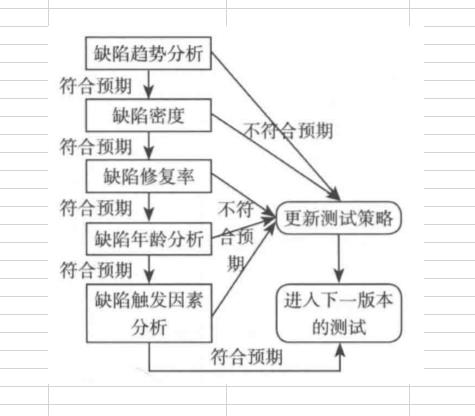 缺陷趋势分析
符合预期
缺陷密度
不符合预期
符合预期
缺陷修复率
符合预期
不符
合预
期
更新测试策略
缺陷年龄分析
符合预期
缺陷触发因素
分析
进入下一版本
的测试
符合预期